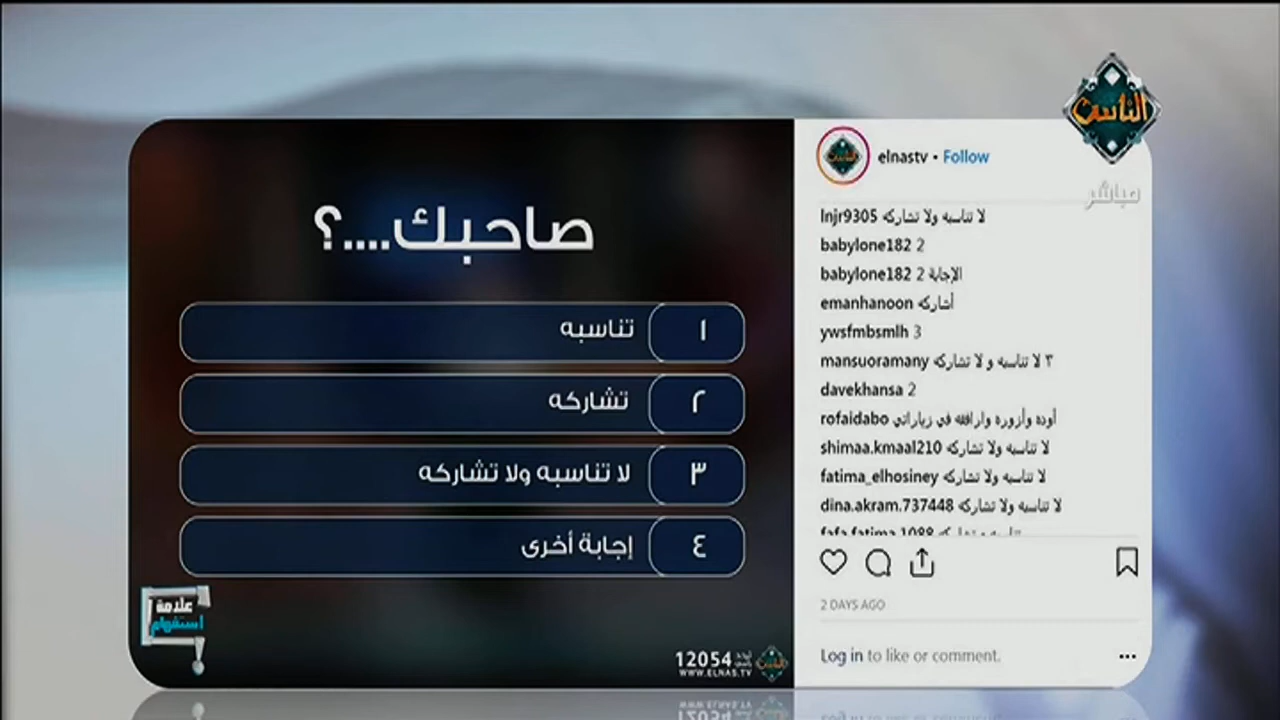 الناس
مباشر
صاحبك....؟
١ تناسبه
٢ تشاركه
٣ لا تناسبه ولا تشاركه
٤ إجابة أخرى
علامة
استفهام
12054
WWW.ELNAS.TV
الناس
elnastv • Follow
lnjr9305 لا تناسبه ولا تشاركه
babylone182 2
babylone182 2 الإجابة
emanhanoon أشاركه
ywsfmbsmlh 3
mansuoramany ٣ لا تناسبه و لا تشاركه
davekhansa 2
rofaidabo أوده وأزوره وارافقه في زياراتي
shimaa.kmaal210 لا تناسبه ولا تشاركه
fatima_elhosiney لا تناسبه ولا تشاركه
dina.akram.737448 لا تناسبه ولا تشاركه
fafa.fatima.1088
2 DAYS AGO
Log in to like or comment.